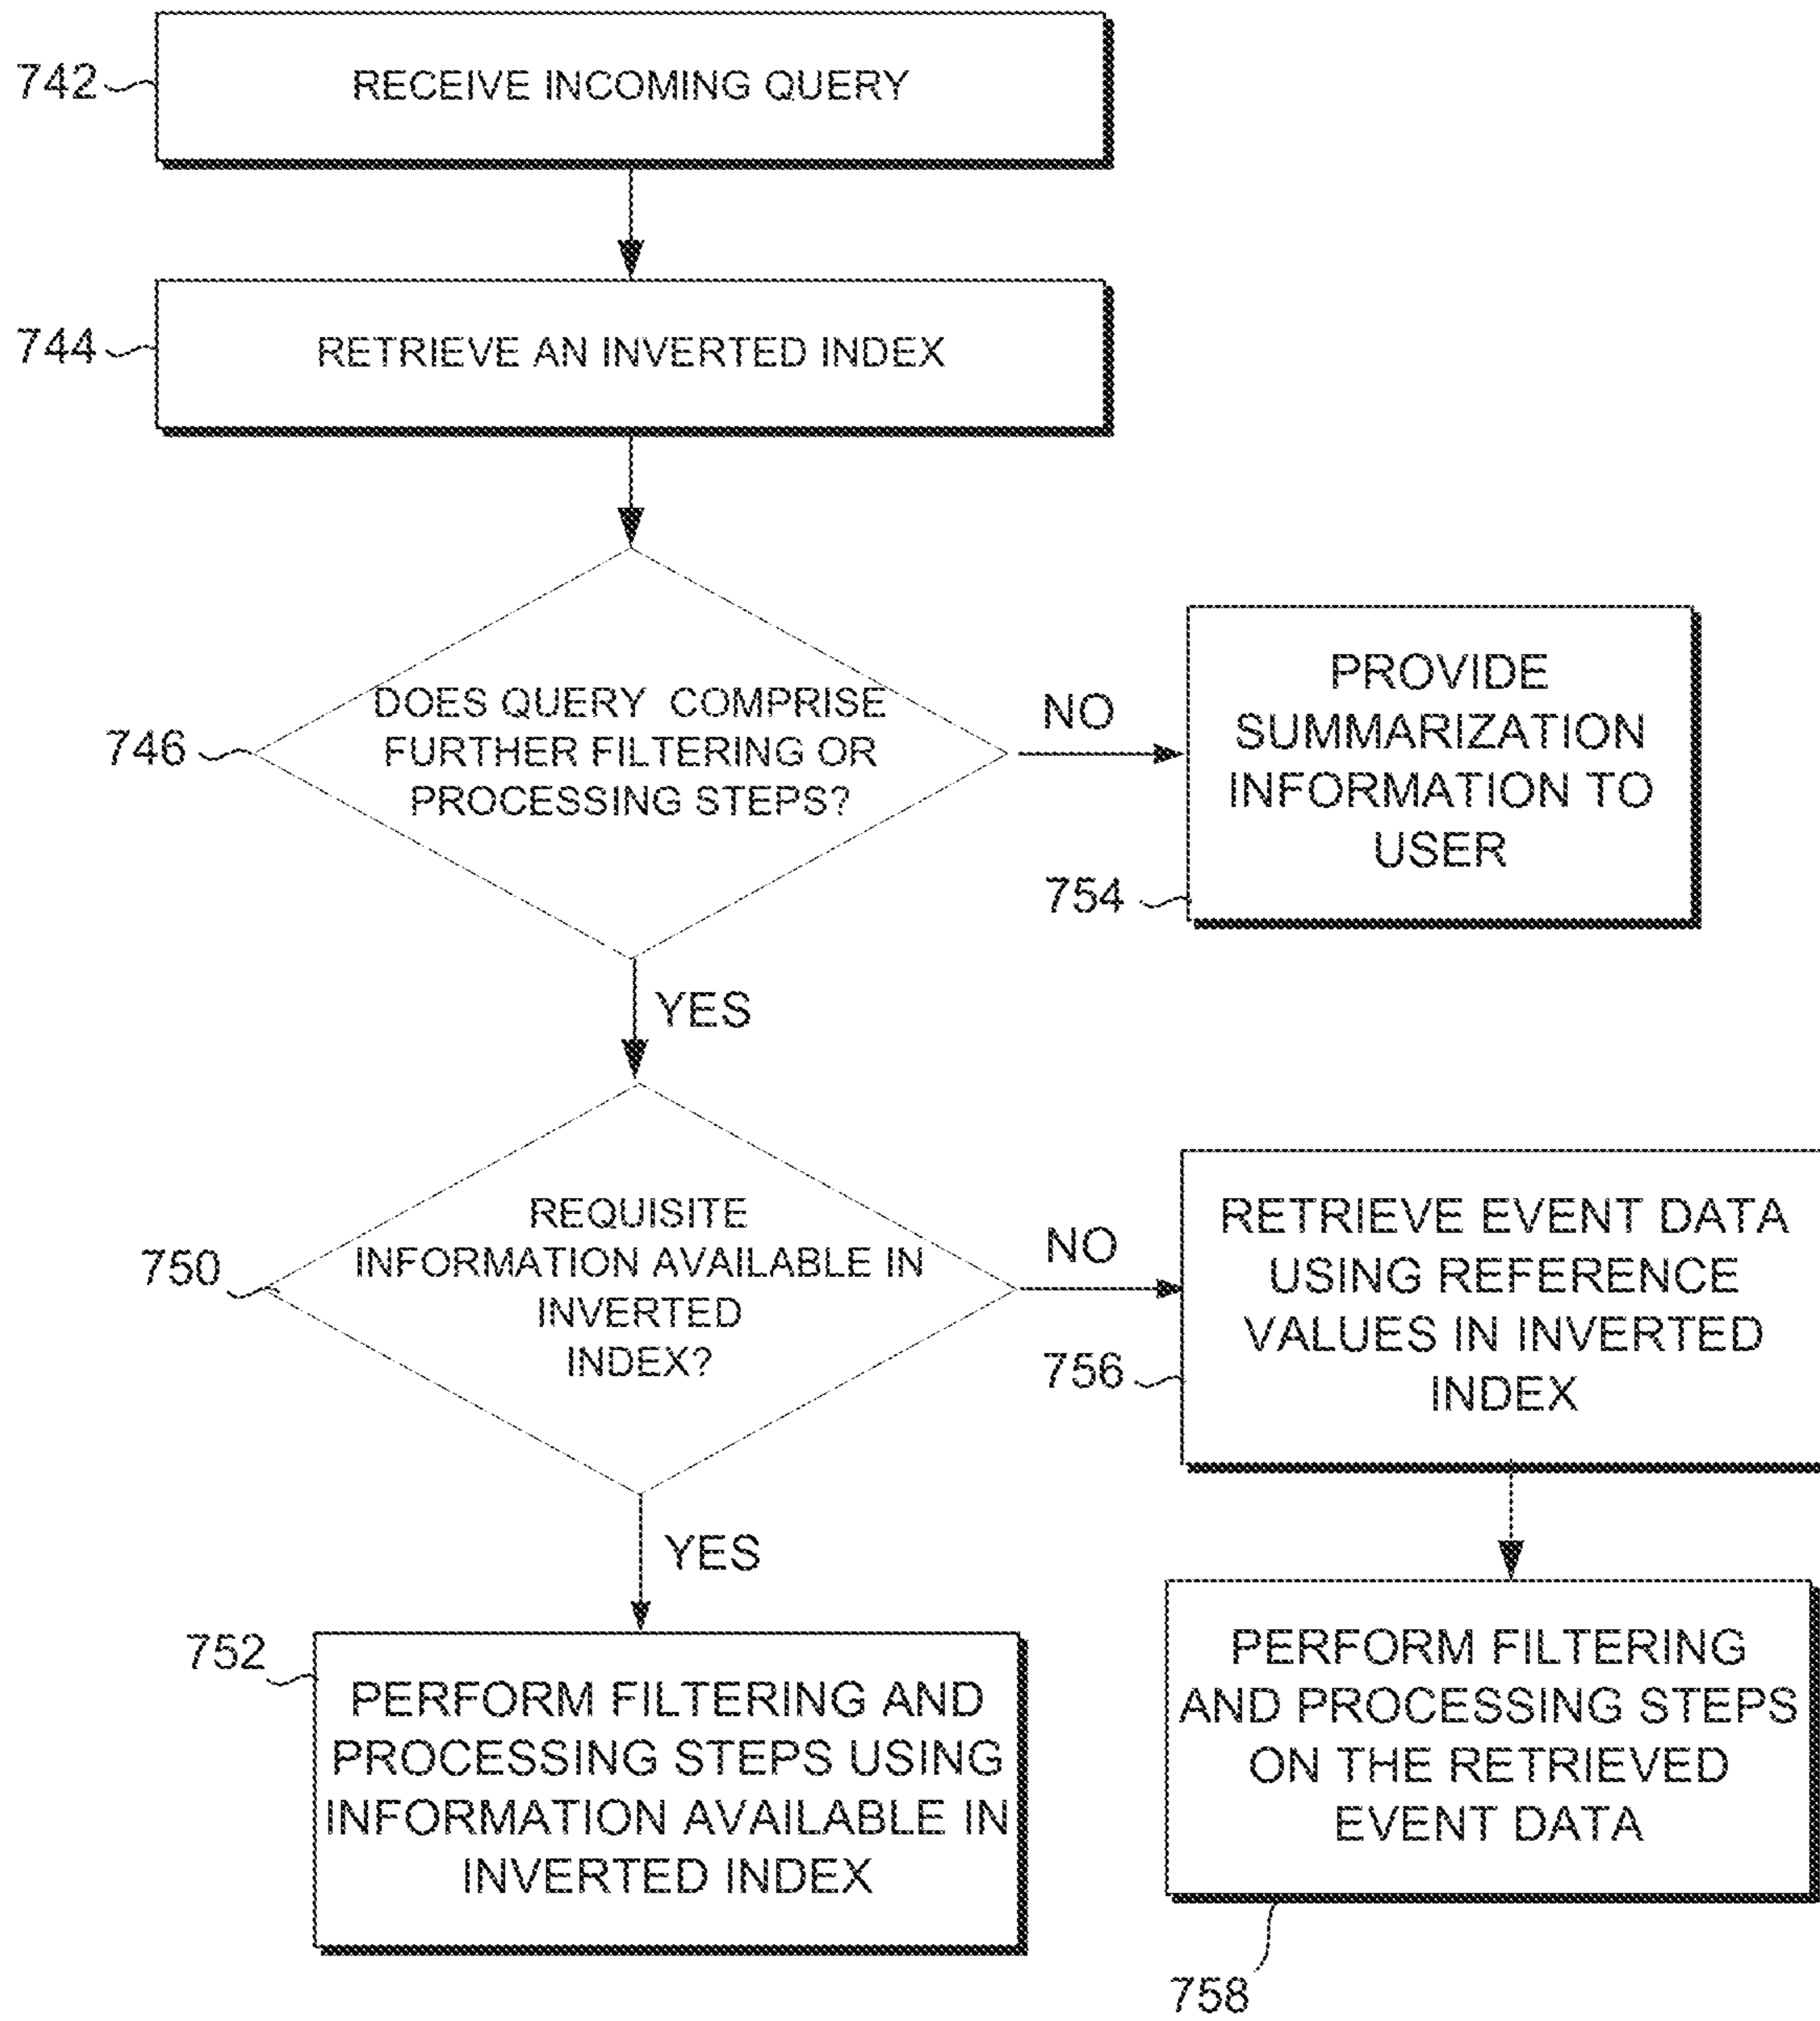 742
RECEIVE INCOMING QUERY
744
RETRIEVE AN INVERTED INDEX
746
DOES QUERY COMPRISE
FURTHER FILTERING OR
PROCESSING STEPS?
NO
PROVIDE
SUMMARIZATION
INFORMATION TO
USER
754
YES
750
REQUISITE
INFORMATION AVAILABLE IN
INVERTED
INDEX?
NO
RETRIEVE EVENT DATA
USING REFERENCE
VALUES IN INVERTED
INDEX
756
YES
752
PERFORM FILTERING AND
PROCESSING STEPS USING
INFORMATION AVAILABLE IN
INVERTED INDEX
PERFORM FILTERING
AND PROCESSING STEPS
ON THE RETRIEVED
EVENT DATA
758